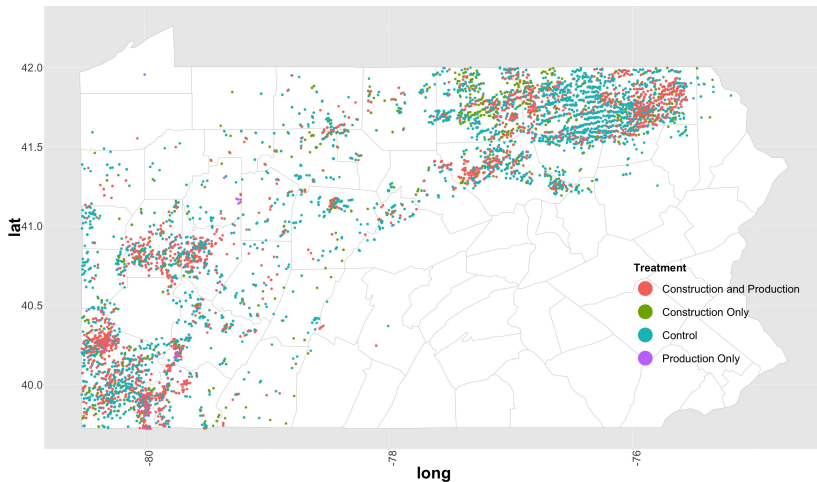 42.0
41.5
41.0
40.5
40.0
lat
Treatment
Construction and Production
Construction Only
Control
Production Only
-80
-78
-76
long